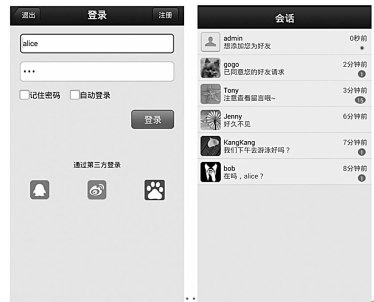 退出 登录 注册
alice
•••
记住密码 自动登录
登录
通过第三方登录
会话
admin 0秒前
想添加您为好友
gogo 2分钟前
已同意您的好友请求 1
Tony 3分钟前
注意查看留言哦~ 15
Jenny 6分钟前
好久不见
KangKang 7分钟前
我们下午去游泳好吗？ 1
bob 8分钟前
在吗，alice？ 1